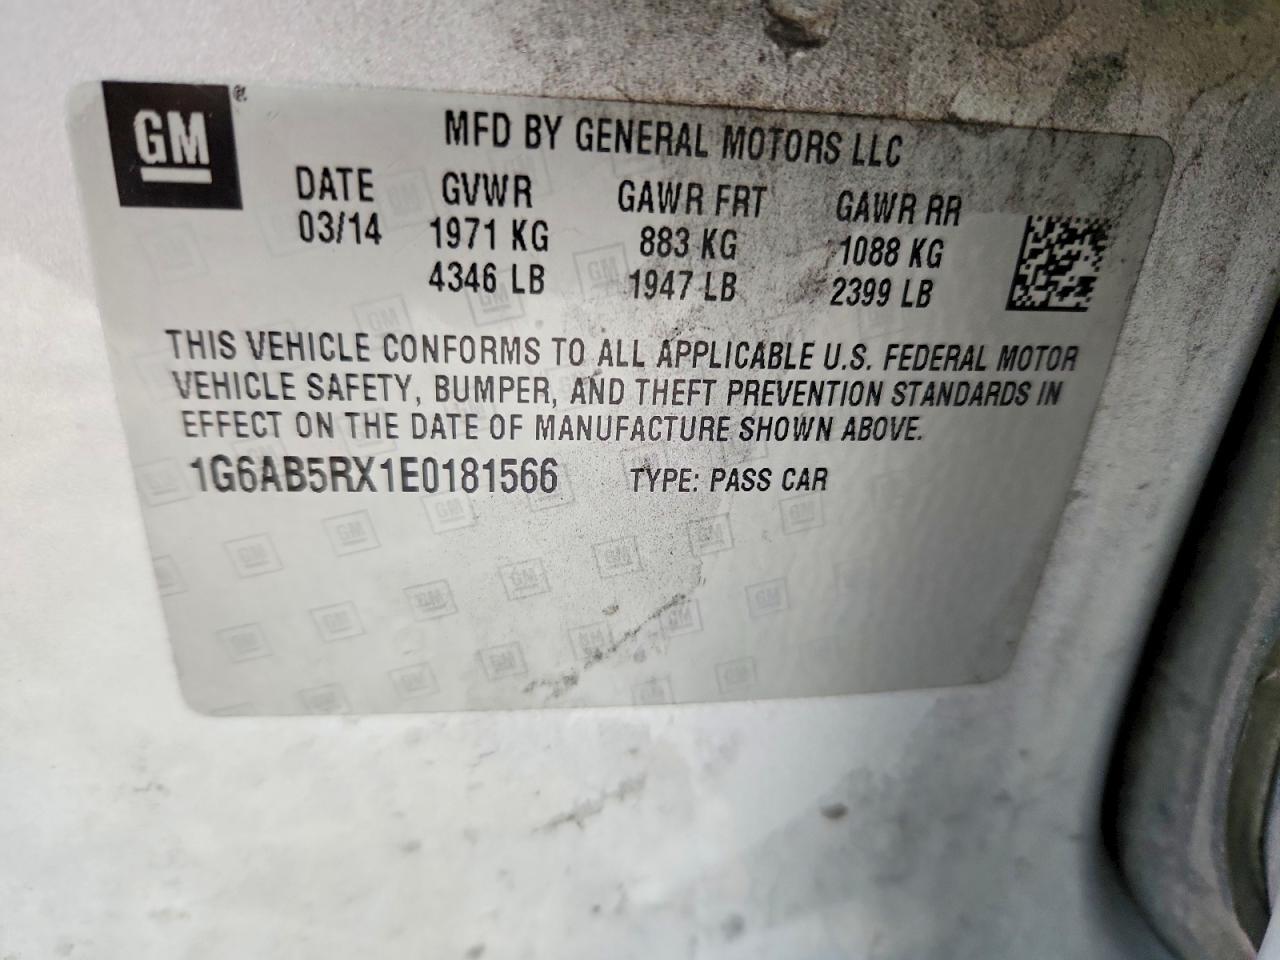 GM®
MFD BY GENERAL MOTORS LLC
DATE GVWR GAWR FRT GAWR RR
03/14 1971 KG 883 KG 1088 KG
4346 LB 1947 LB 2399 LB
THIS VEHICLE CONFORMS TO ALL APPLICABLE U.S. FEDERAL MOTOR
VEHICLE SAFETY, BUMPER, AND THEFT PREVENTION STANDARDS IN
EFFECT ON THE DATE OF MANUFACTURE SHOWN ABOVE.
1G6AB5RX1E0181566 TYPE: PASS CAR